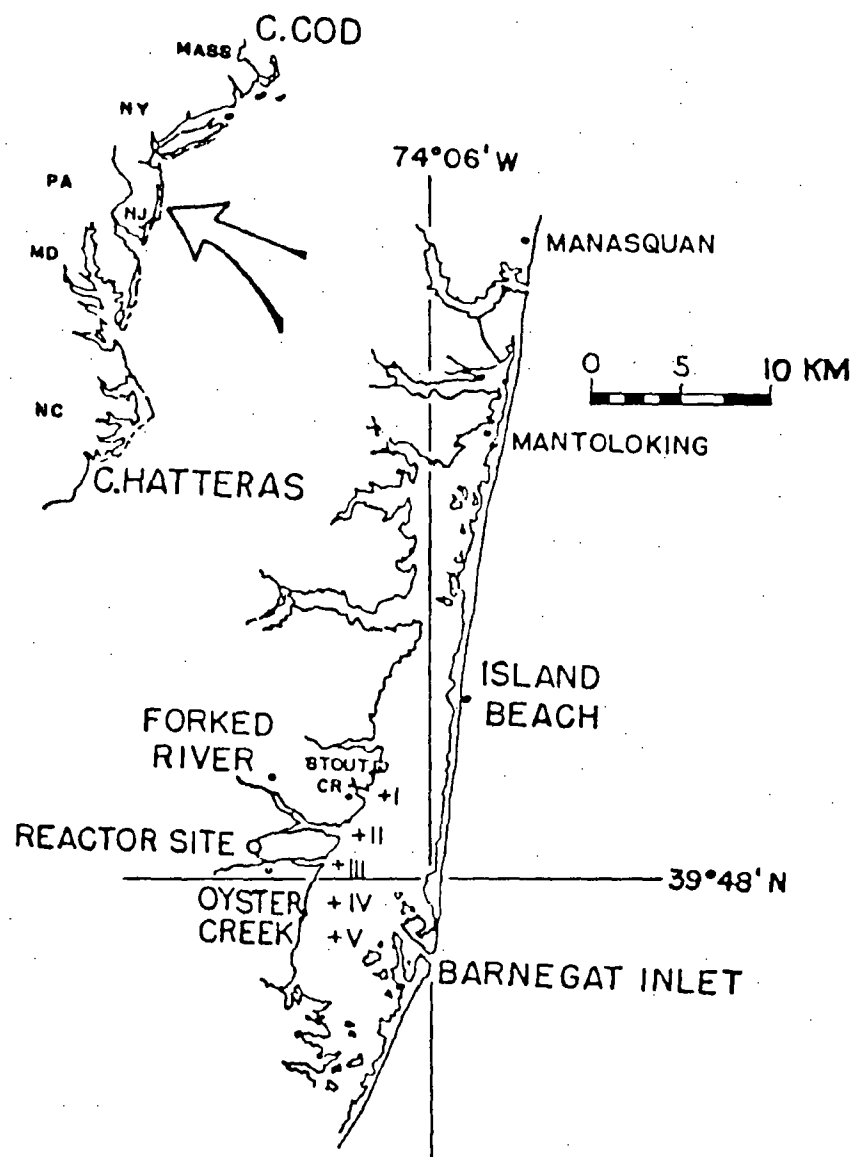 C. COD
MASS
NY
PA
NJ
MD
NC
C.HATTERAS
74°06'W
MANASQUAN
0 5 10 KM
MANTOLOKING
ISLAND
BEACH
FORKED
RIVER
STOUT
CR
+I
REACTOR SITE
+II
+III
39°48'N
OYSTER
CREEK
+IV
+V
BARNEGAT INLET